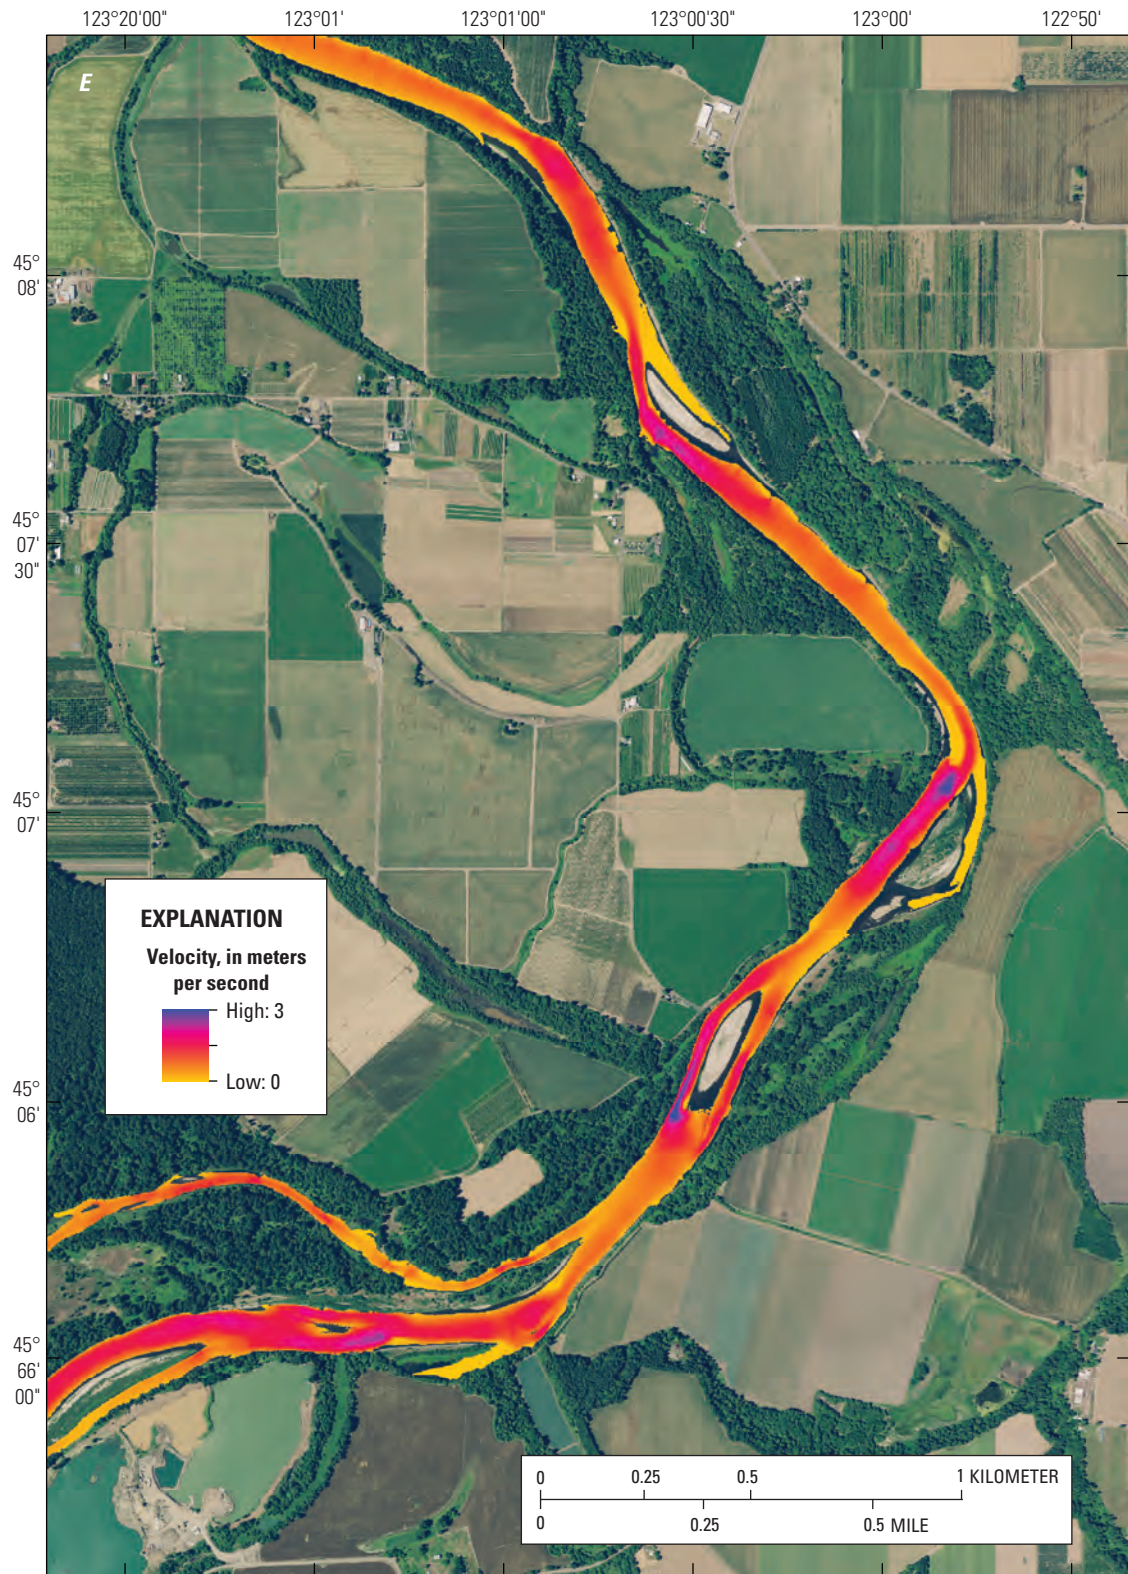 123°20'00" 123°01' 123°01'00" 123°00'30" 123°00' 122°50'
E
45°
08'
45°
07'
30"
45°
07'
EXPLANATION
Velocity, in meters
per second
High: 3
Low: 0
45°
06'
45°
66'
00"
0 0.25 0.5 1 KILOMETER
0 0.25 0.5 MILE